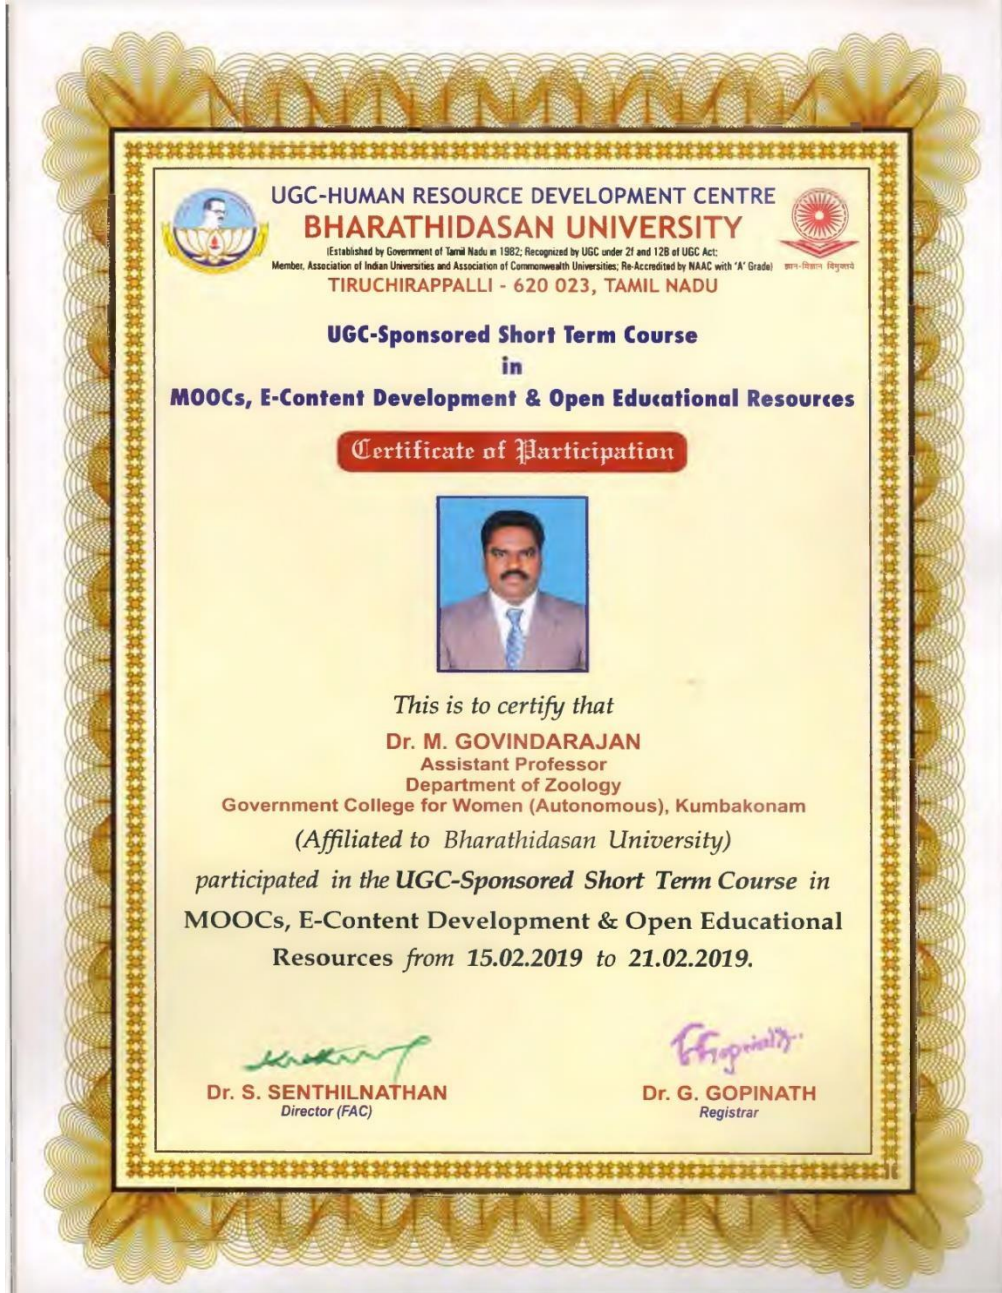 UGC-HUMAN RESOURCE DEVELOPMENT CENTRE
BHARATHIDASAN UNIVERSITY
(Established by Government of Tamil Nadu in 1982; Recognized by UGC under 2f and 12B of UGC Act;
Member, Association of Indian Universities and Association of Commonwealth Universities; Re-Accredited by NAAC with 'A' Grade)
TIRUCHIRAPPALLI - 620 023, TAMIL NADU
ज्ञान-विज्ञान विमुक्तये
UGC-Sponsored Short Term Course
in
MOOCs, E-Content Development & Open Educational Resources
Certificate of Participation
This is to certify that
Dr. M. GOVINDARAJAN
Assistant Professor
Department of Zoology
Government College for Women (Autonomous), Kumbakonam
(Affiliated to Bharathidasan University)
participated in the UGC-Sponsored Short Term Course in
MOOCs, E-Content Development & Open Educational
Resources from 15.02.2019 to 21.02.2019.
Dr. S. SENTHILNATHAN
Director (FAC)
Dr. G. GOPINATH
Registrar